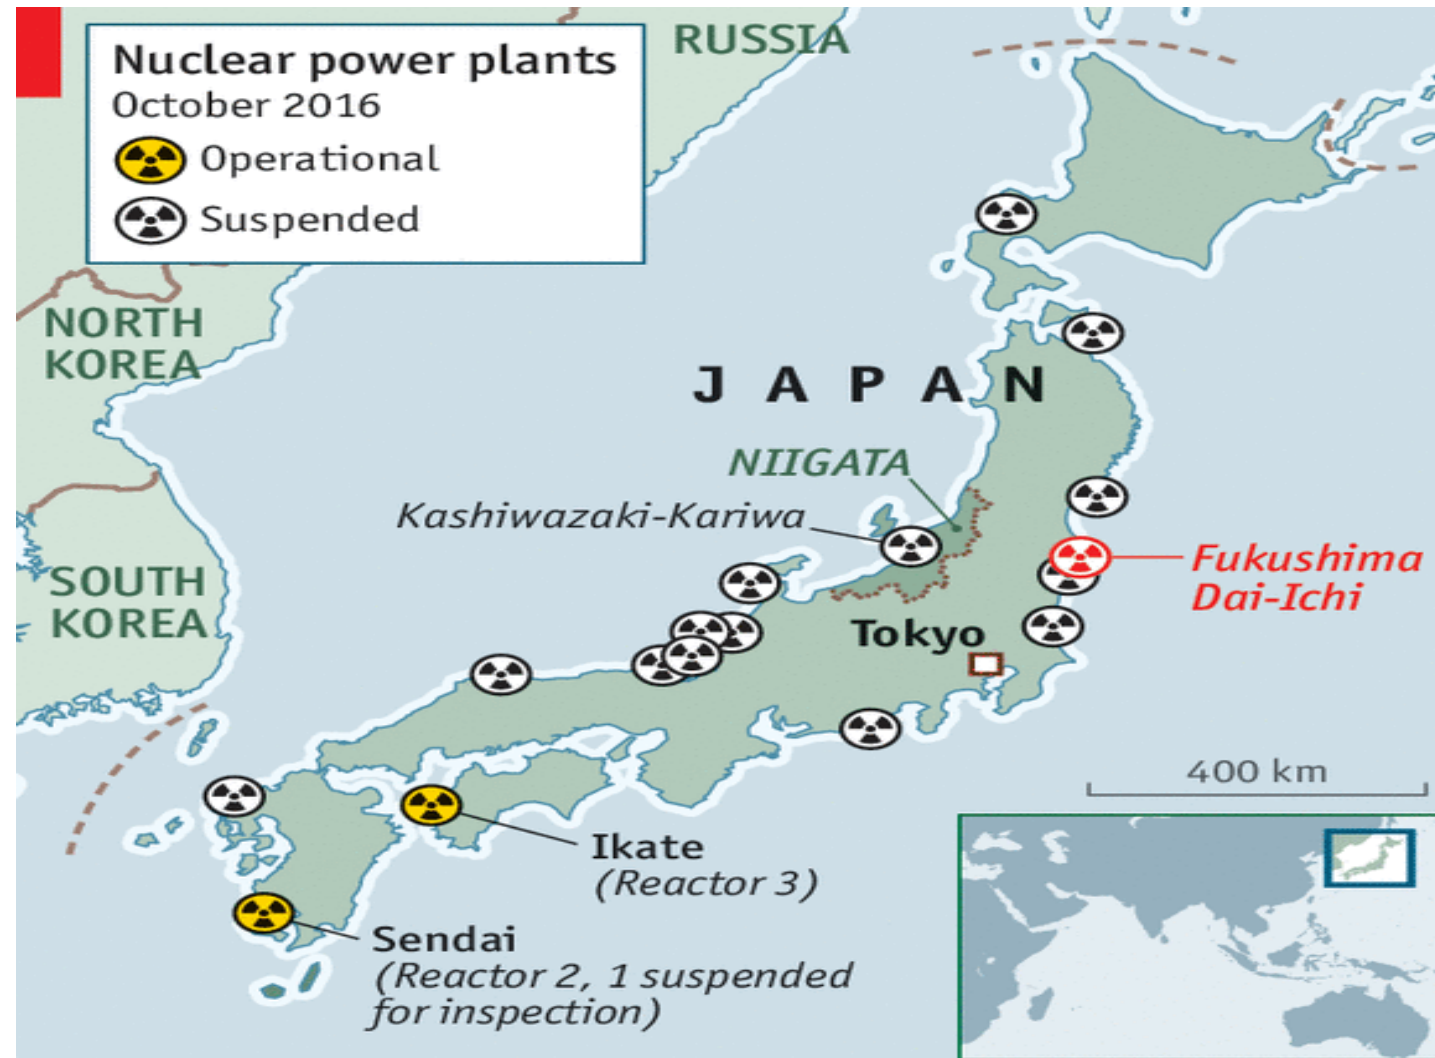 Nuclear power plants
October 2016
Operational
Suspended
RUSSIA
NORTH
KOREA
SOUTH
KOREA
JAPAN
NIIGATA
Kashiwazaki-Kariwa
Fukushima
Dai-Ichi
Tokyo
400 km
Ikate
(Reactor 3)
Sendai
(Reactor 2, 1 suspended
for inspection)